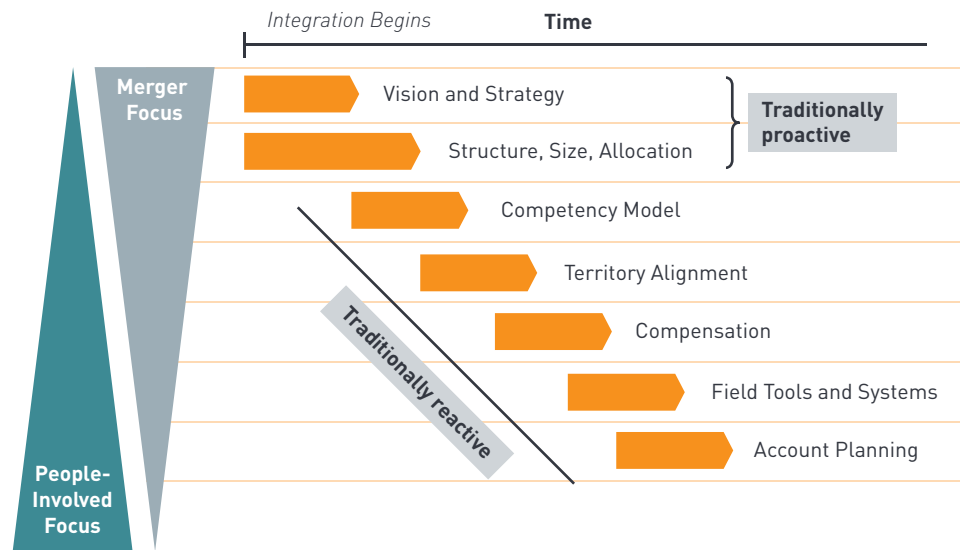 Integration Begins
Time
Merger
Focus
Vision and Strategy
Traditionally
proactive
Structure, Size, Allocation
Competency Model
Territory Alignment
Traditionally reactive
Compensation
Field Tools and Systems
Account Planning
People-
Involved
Focus